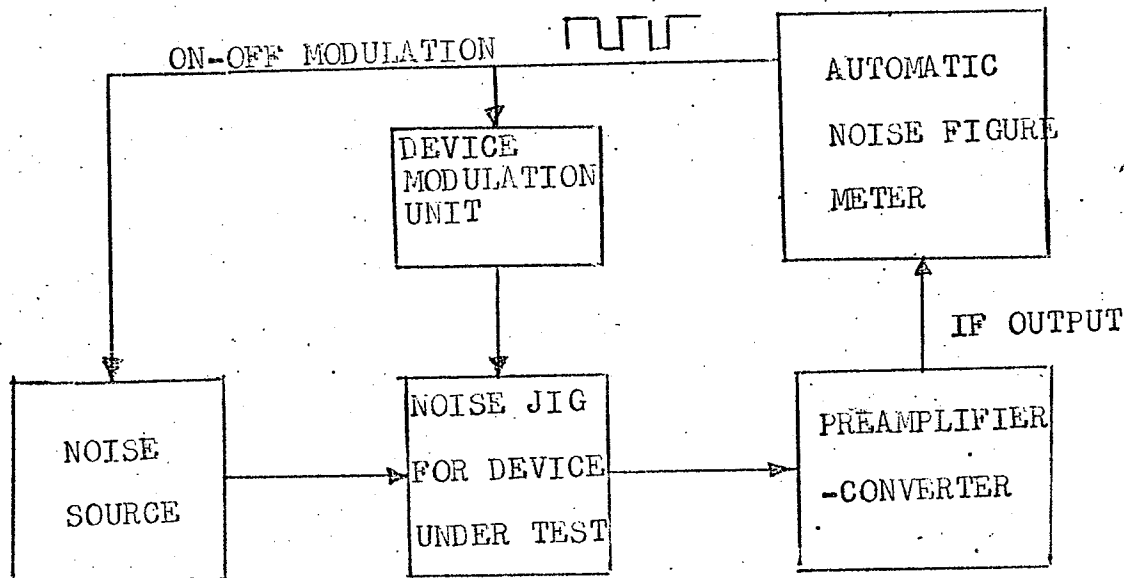 ON-OFF MODULATION
AUTOMATIC
NOISE FIGURE
METER
DEVICE
MODULATION
UNIT
IF OUTPUT
NOISE
SOURCE
NOISE JIG
FOR DEVICE
UNDER TEST
PREAMPLIFIER
-CONVERTER